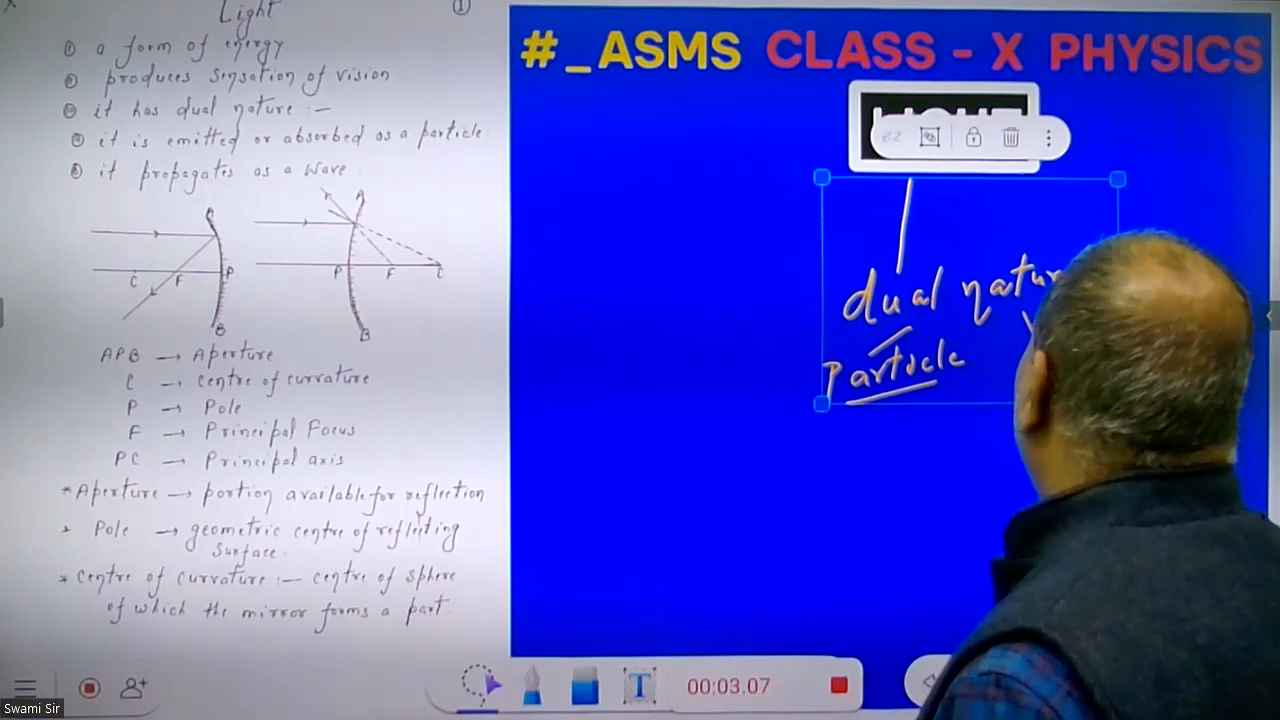 Light
①
① a form of energy
② produces sensation of vision
③ it has dual nature :—
④ it is emitted or absorbed as a particle.
⑤ it propagates as a wave.
A A
C F P P F C
B B
APB → Aperture
C → centre of curvature
P → Pole
F → Principal Focus
PC → Principal axis
* Aperture → portion available for reflection
* Pole → geometric centre of reflecting
surface.
* Centre of curvature :— centre of sphere
of which the mirror forms a part
#_ASMS CLASS - X PHYSICS
dual
particle
T 00:03.07
Swami Sir